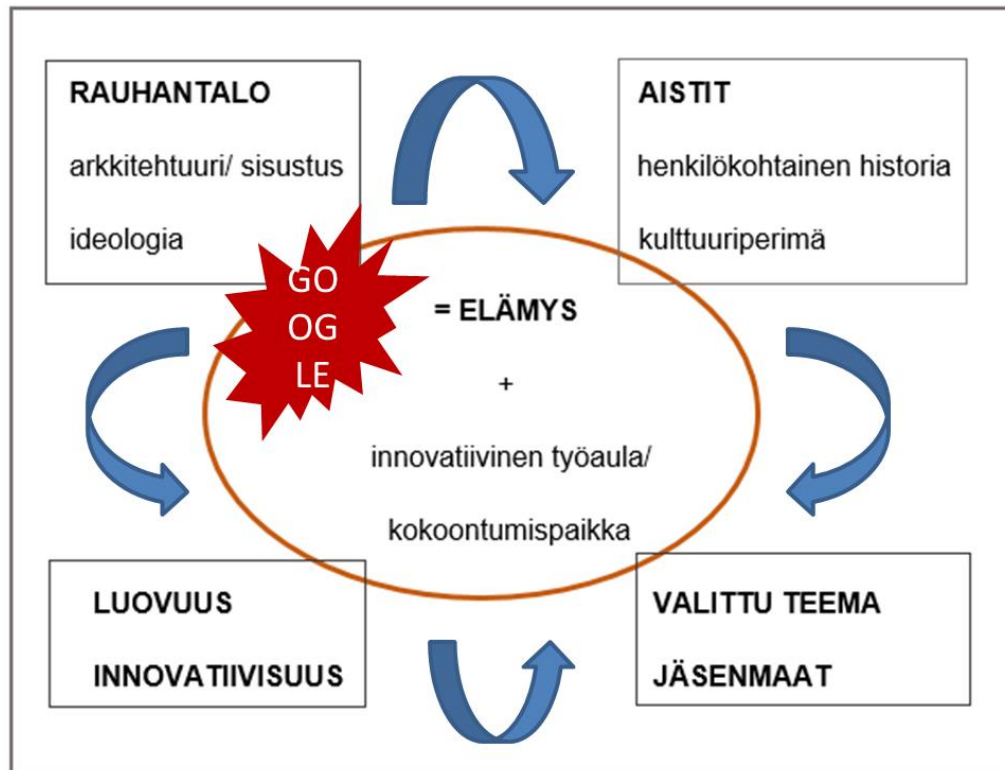 RAUHANTALO
arkkitehtuuri/ sisustus
ideologia
AISTIT
henkilökohtainen historia
kulttuuriperimä
GO
OG
LE
= ELÄMYS
+
innovatiivinen työaula/
kokoontumispaikka
LUOVUUS
INNOVATIIVISUUS
VALITTU TEEMA
JÄSENMAAT